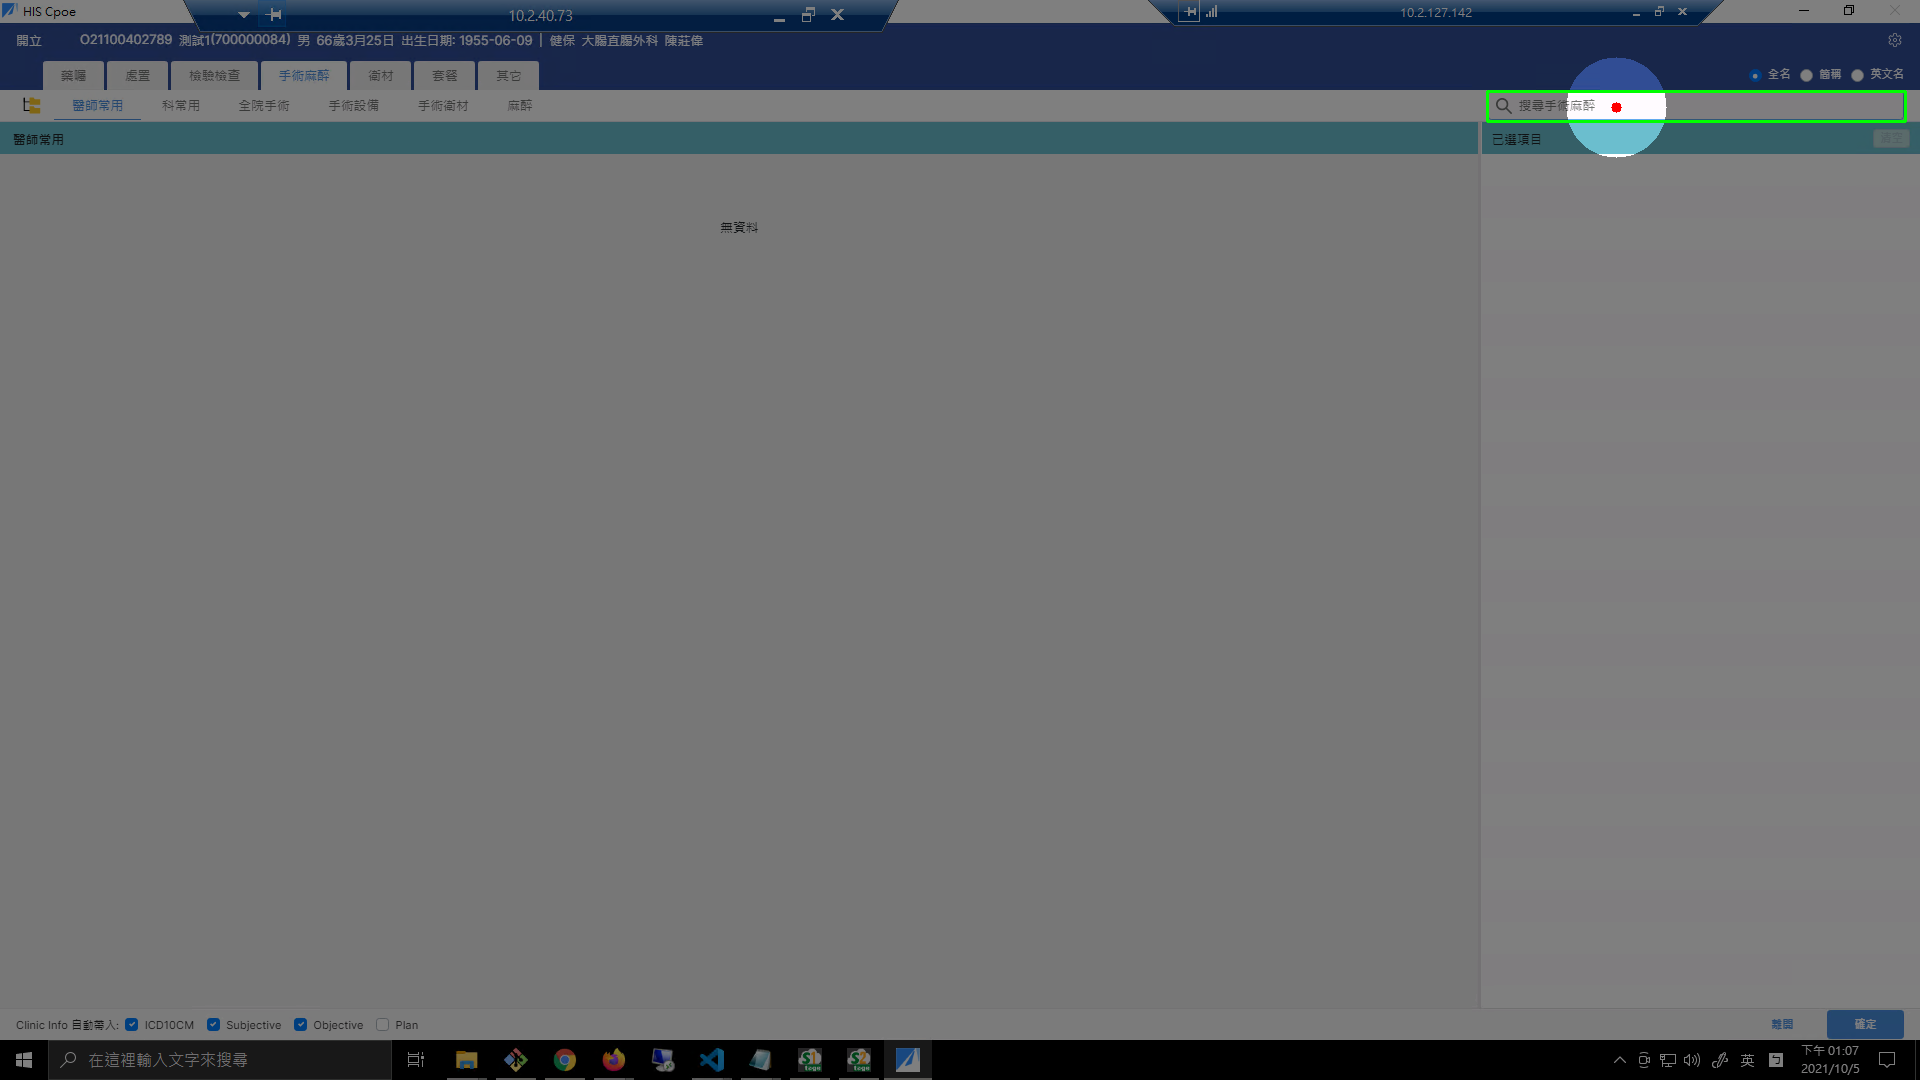 HIS Cpoe
10.2.40.73
10.2.127.142
開立 O21100402789 測試1(700000084) 男 66歲3月25日 出生日期: 1955-06-09 | 健保 大腸直腸外科 陳莊偉
藥囑 處置 檢驗檢查 手術麻醉 衛材 套餐 其它
全名 簡稱 英文名
醫師常用 科常用 全院手術 手術設備 手術衛材 麻醉
搜尋手術麻醉
醫師常用
已選項目
清空
無資料
Clinic Info 自動帶入: ICD10CM Subjective Objective Plan
離開 確定
在這裡輸入文字來搜尋
英
下午 01:07
2021/10/5